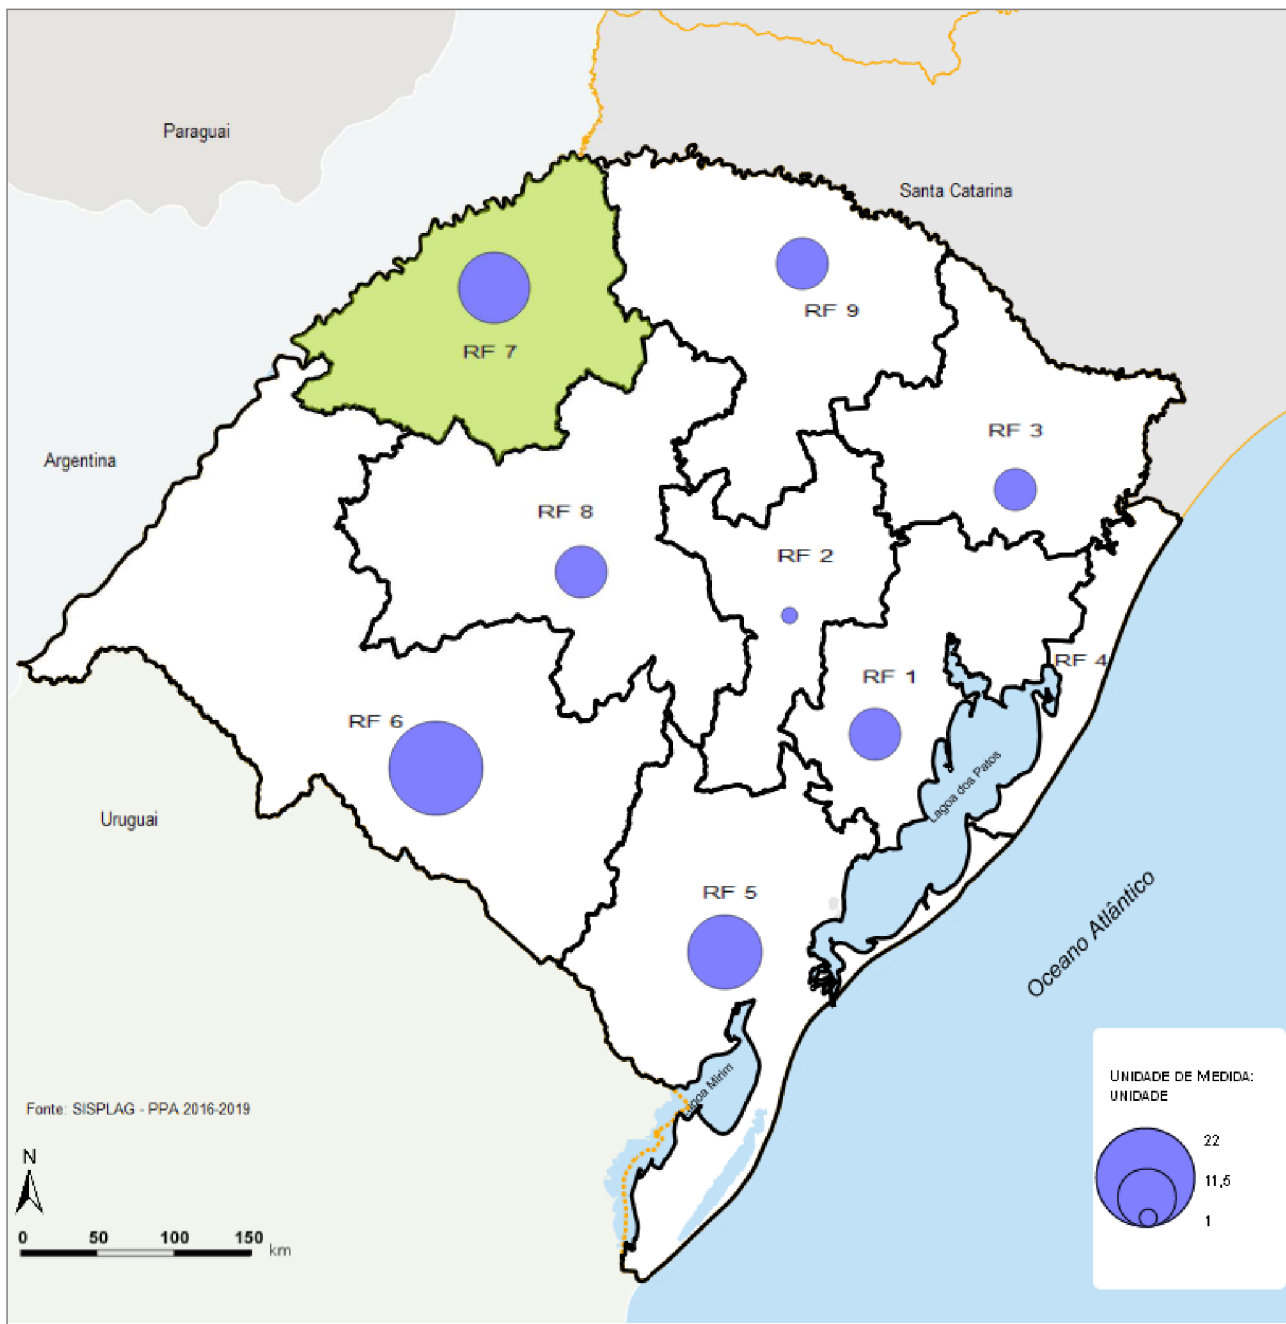 Paraguai
Santa Catarina
RF 9
RF 7
RF 3
Argentina
RF 8
RF 2
RF 4
RF 1
RF 6
Lagoa dos Patos
Uruguai
RF 5
Oceano Atlântico
Lagoa Mirim
UNIDADE DE MEDIDA:
UNIDADE
22
11,5
1
Fonte: SISPLAG - PPA 2016-2019
N
0 50 100 150 km